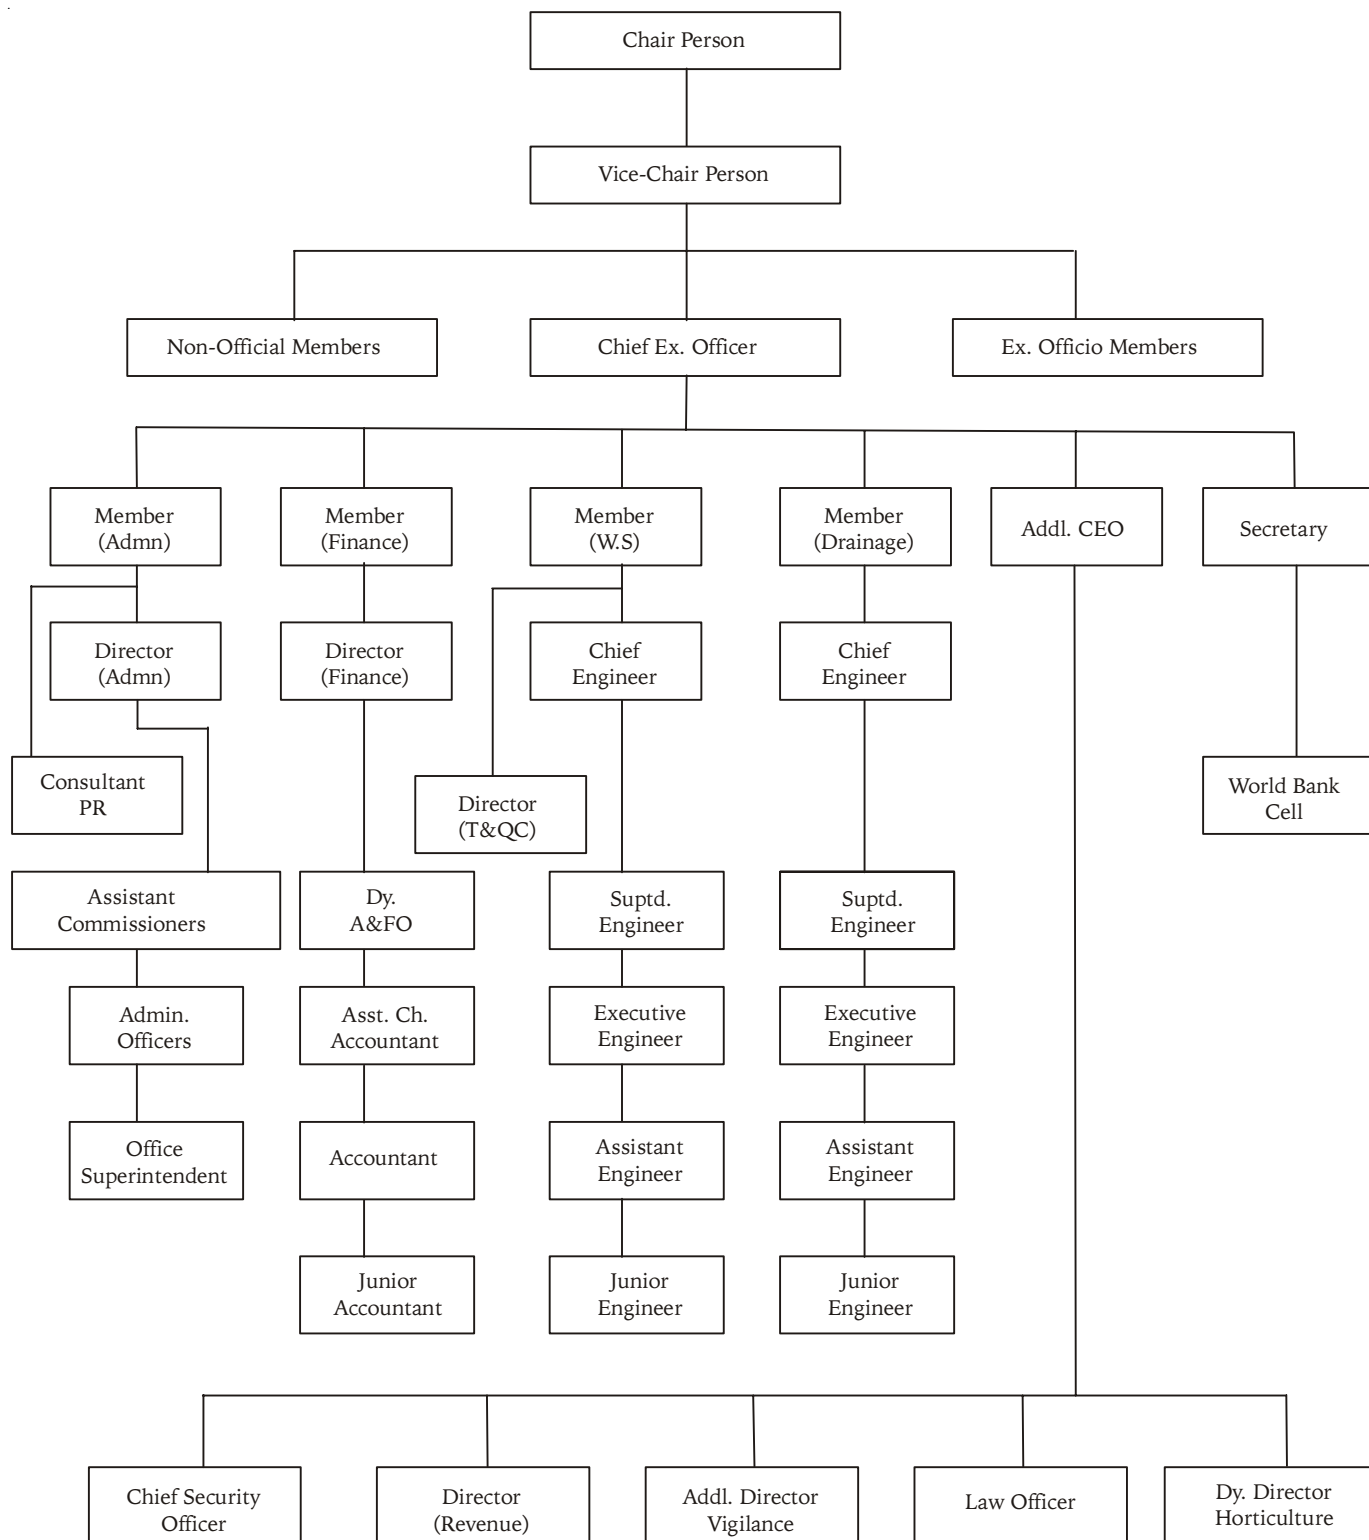 Chair Person
Vice-Chair Person
Non-Official Members
Chief Ex. Officer
Ex. Officio Members
Member
(Admn)
Member
(Finance)
Member
(W.S)
Member
(Drainage)
Addl. CEO
Secretary
Director
(Admn)
Director
(Finance)
Chief
Engineer
Chief
Engineer
Consultant
PR
Director
(T&QC)
World Bank
Cell
Assistant
Commissioners
Dy.
A&FO
Suptd.
Engineer
Suptd.
Engineer
Admin.
Officers
Asst. Ch.
Accountant
Executive
Engineer
Executive
Engineer
Office
Superintendent
Accountant
Assistant
Engineer
Assistant
Engineer
Junior
Accountant
Junior
Engineer
Junior
Engineer
Chief Security
Officer
Director
(Revenue)
Addl. Director
Vigilance
Law Officer
Dy. Director
Horticulture